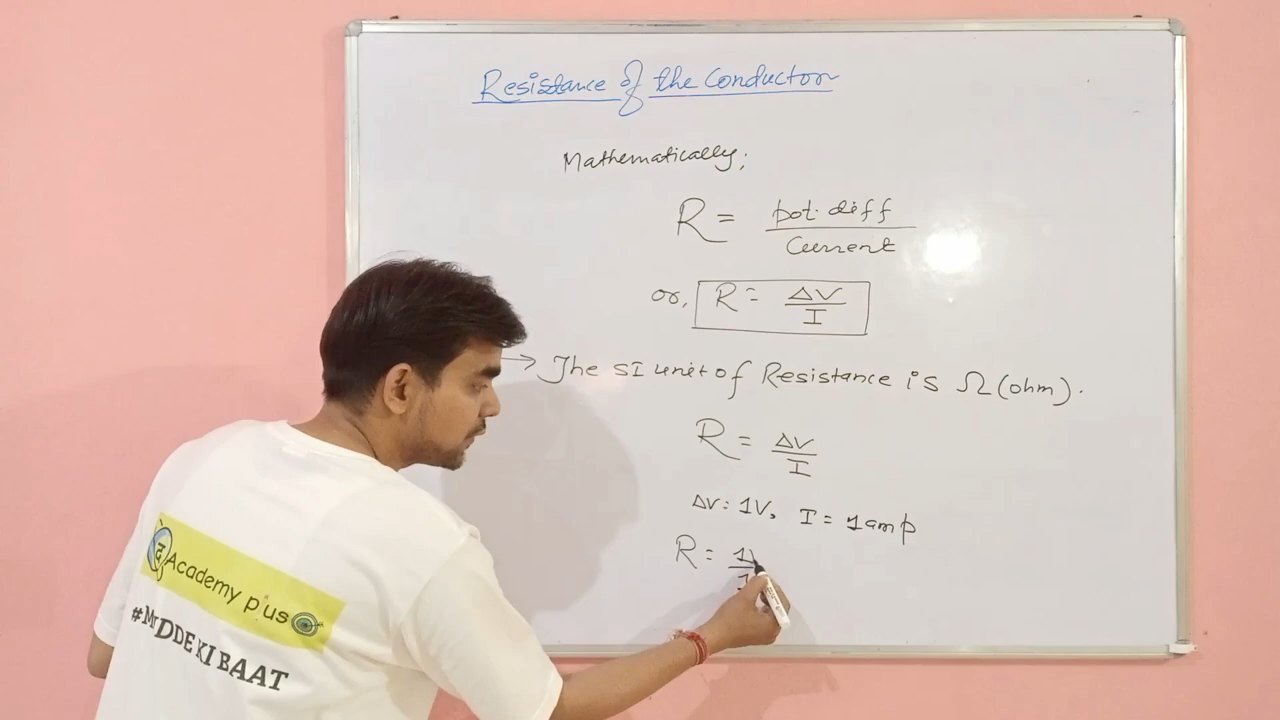 Resistance of the Conductor
Mathematically;
R = pot. diff / Current
or, R = ΔV / I
→ The SI unit of Resistance is Ω (ohm).
R = ΔV / I
ΔV = 1V, I = 1 amp
R = 1V / 1
Academy plus
#MUDDE KI BAAT